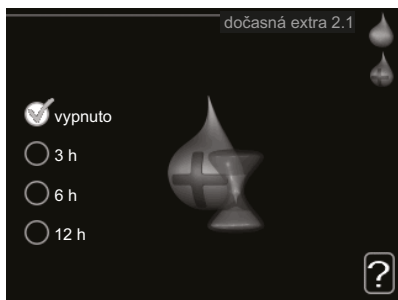 dočasná extra 2.1
vypnuto
3 h
6 h
12 h
?